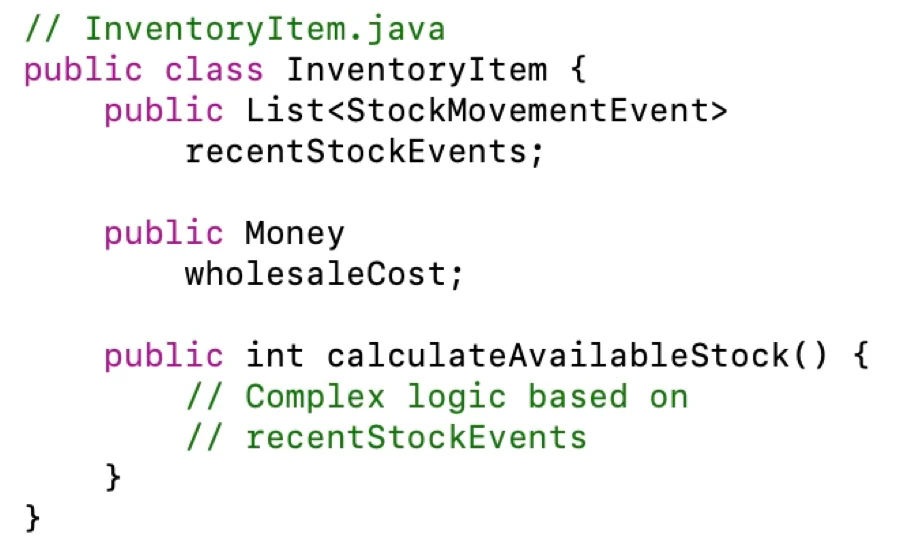 // InventoryItem.java
public class InventoryItem {
    public List<StockMovementEvent>
        recentStockEvents;

    public Money
        wholesaleCost;

    public int calculateAvailableStock() {
        // Complex logic based on
        // recentStockEvents
    }
}